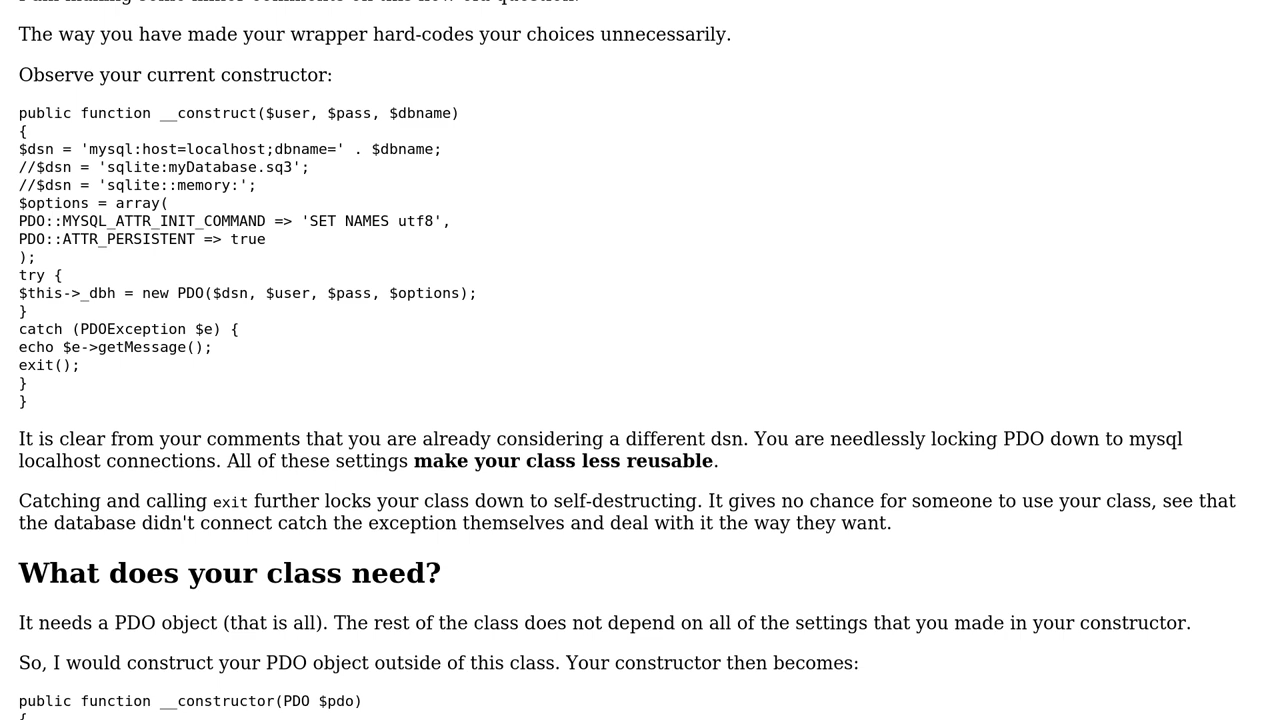 The way you have made your wrapper hard-codes your choices unnecessarily.
Observe your current constructor:
public function __construct($user, $pass, $dbname)
{
$dsn = 'mysql:host=localhost;dbname=' . $dbname;
//$dsn = 'sqlite:myDatabase.sq3';
//$dsn = 'sqlite::memory:';
$options = array(
PDO::MYSQL_ATTR_INIT_COMMAND => 'SET NAMES utf8',
PDO::ATTR_PERSISTENT => true
);
try {
$this->_dbh = new PDO($dsn, $user, $pass, $options);
}
catch (PDOException $e) {
echo $e->getMessage();
exit();
}
}
It is clear from your comments that you are already considering a different dsn. You are needlessly locking PDO down to mysql
localhost connections. All of these settings make your class less reusable.
Catching and calling exit further locks your class down to self-destructing. It gives no chance for someone to use your class, see that
the database didn't connect catch the exception themselves and deal with it the way they want.
What does your class need?
It needs a PDO object (that is all). The rest of the class does not depend on all of the settings that you made in your constructor.
So, I would construct your PDO object outside of this class. Your constructor then becomes:
public function __constructor(PDO $pdo)
{